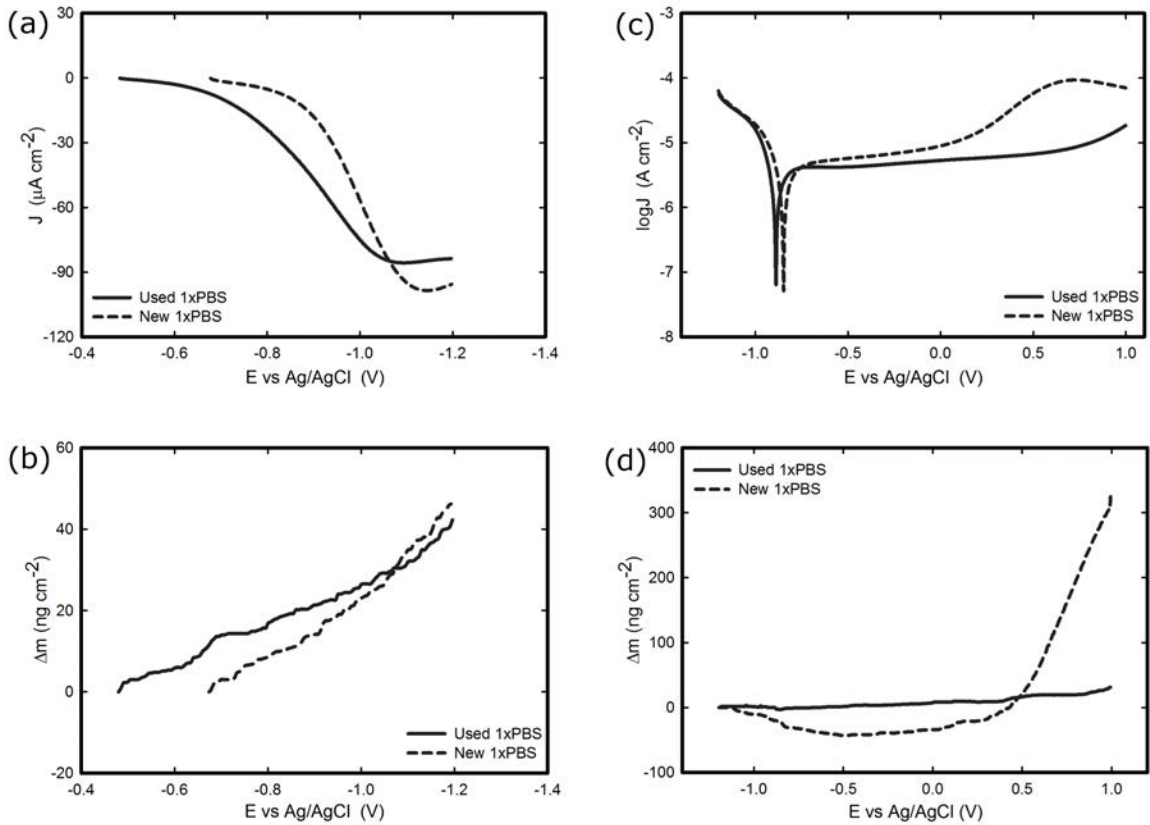 (a)
30
0
-30
-60
-90
-120
J (μA cm-2)
Used 1xPBS
New 1xPBS
-0.4 -0.6 -0.8 -1.0 -1.2 -1.4
E vs Ag/AgCl (V)
(c)
-3
-4
-5
-6
-7
-8
logJ (A cm-2)
Used 1xPBS
New 1xPBS
-1.0 -0.5 0.0 0.5 1.0
E vs Ag/AgCl (V)
(b)
60
40
20
0
-20
Δm (ng cm-2)
Used 1xPBS
New 1xPBS
-0.4 -0.6 -0.8 -1.0 -1.2 -1.4
E vs Ag/AgCl (V)
(d)
400
300
200
100
0
-100
Δm (ng cm-2)
Used 1xPBS
New 1xPBS
-1.0 -0.5 0.0 0.5 1.0
E vs Ag/AgCl (V)